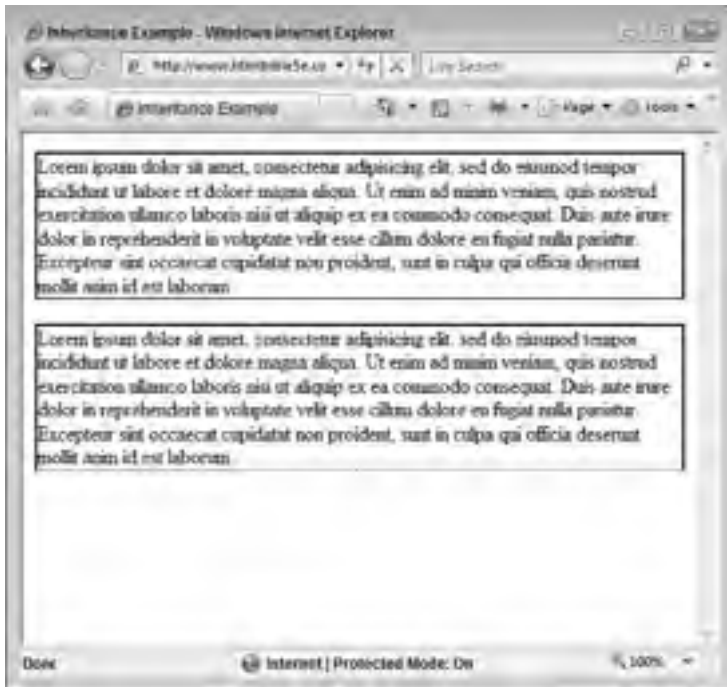 Inheritance Example - Windows Internet Explorer
Live Search
Inheritance Example
Page Tools
Lorem ipsum dolor sit amet, consectetur adipisicing elit, sed do eiusmod tempor
incididunt ut labore et dolore magna aliqua. Ut enim ad minim veniam, quis nostrud
exercitation ullamco laboris nisi ut aliquip ex ea commodo consequat. Duis aute irure
dolor in reprehenderit in voluptate velit esse cillum dolore eu fugiat nulla pariatur.
Excepteur sint occaecat cupidatat non proident, sunt in culpa qui officia deserunt
mollit anim id est laborum
Lorem ipsum dolor sit amet, consectetur adipisicing elit, sed do eiusmod tempor
incididunt ut labore et dolore magna aliqua. Ut enim ad minim veniam, quis nostrud
exercitation ullamco laboris nisi ut aliquip ex ea commodo consequat. Duis aute irure
dolor in reprehenderit in voluptate velit esse cillum dolore eu fugiat nulla pariatur.
Excepteur sint occaecat cupidatat non proident, sunt in culpa qui officia deserunt
mollit anim id est laborum
Done Internet | Protected Mode: On 100%